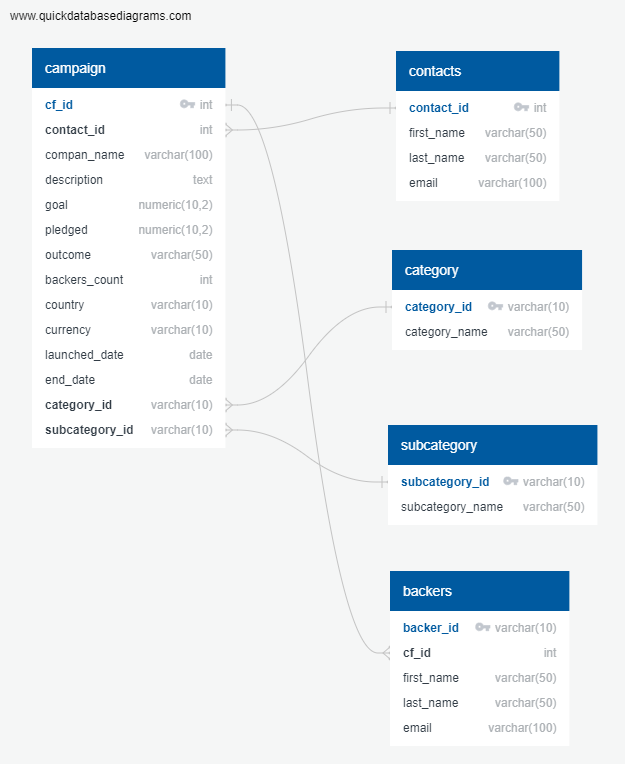 www.quickdatabasediagrams.com
campaign
cf_id int
contact_id int
compan_name varchar(100)
description text
goal numeric(10,2)
pledged numeric(10,2)
outcome varchar(50)
backers_count int
country varchar(10)
currency varchar(10)
launched_date date
end_date date
category_id varchar(10)
subcategory_id varchar(10)
contacts
contact_id int
first_name varchar(50)
last_name varchar(50)
email varchar(100)
category
category_id varchar(10)
category_name varchar(50)
subcategory
subcategory_id varchar(10)
subcategory_name varchar(50)
backers
backer_id varchar(10)
cf_id int
first_name varchar(50)
last_name varchar(50)
email varchar(100)